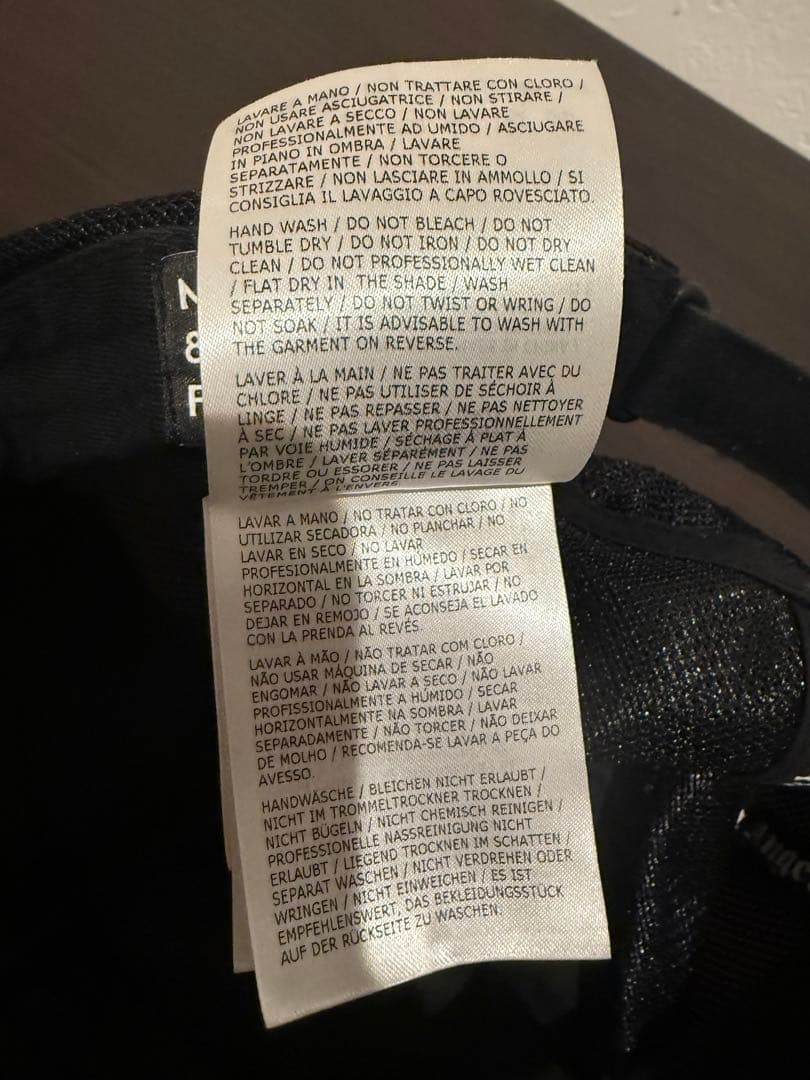 LAVARE A MANO / NON TRATTARE CON CLORO /
NON USARE ASCIUGATRICE / NON STIRARE /
NON LAVARE A SECCO / NON LAVARE
PROFESSIONALMENTE AD UMIDO / ASCIUGARE
IN PIANO IN OMBRA / LAVARE
SEPARATAMENTE / NON TORCERE O
STRIZZARE / NON LASCIARE IN AMMOLLO / SI
CONSIGLIA IL LAVAGGIO A CAPO ROVESCIATO.
HAND WASH / DO NOT BLEACH / DO NOT
TUMBLE DRY / DO NOT IRON / DO NOT DRY
CLEAN / DO NOT PROFESSIONALLY WET CLEAN
/ FLAT DRY IN THE SHADE / WASH
SEPARATELY / DO NOT TWIST OR WRING / DO
NOT SOAK / IT IS ADVISABLE TO WASH WITH
THE GARMENT ON REVERSE.
LAVER À LA MAIN / NE PAS TRAITER AVEC DU
CHLORE / NE PAS UTILISER DE SÉCHOIR À
LINGE / NE PAS REPASSER / NE PAS NETTOYER
À SEC / NE PAS LAVER PROFESSIONNELLEMENT
PAR VOIE HUMIDE / SÉCHAGE À PLAT À
L'OMBRE / LAVER SÉPARÉMENT / NE PAS
TORDRE OU ESSORER / NE PAS LAISSER
TREMPER / ON CONSEILLE LE LAVAGE DU
VÊTEMENT À L'ENVERS
LAVAR A MANO / NO TRATAR CON CLORO / NO
UTILIZAR SECADORA / NO PLANCHAR / NO
LAVAR EN SECO / NO LAVAR
PROFESIONALMENTE EN HÚMEDO / SECAR EN
HORIZONTAL EN LA SOMBRA / LAVAR POR
SEPARADO / NO TORCER NI ESTRUJAR / NO
DEJAR EN REMOJO / SE ACONSEJA EL LAVADO
CON LA PRENDA AL REVÉS.
LAVAR À MÃO / NÃO TRATAR COM CLORO /
NÃO USAR MÁQUINA DE SECAR / NÃO
ENGOMAR / NÃO LAVAR A SECO / NÃO LAVAR
PROFISSIONALMENTE A HÚMIDO / SECAR
HORIZONTALMENTE NA SOMBRA / LAVAR
SEPARADAMENTE / NÃO TORCER / NÃO DEIXAR
DE MOLHO / RECOMENDA-SE LAVAR A PEÇA DO
AVESSO.
HANDWÄSCHE / BLEICHEN NICHT ERLAUBT /
NICHT IM TROMMELTROCKNER TROCKNEN /
NICHT BÜGELN / NICHT CHEMISCH REINIGEN /
PROFESSIONELLE NASSREINIGUNG NICHT
ERLAUBT / LIEGEND TROCKNEN IM SCHATTEN /
SEPARAT WASCHEN / NICHT VERDREHEN ODER
WRINGEN / NICHT EINWEICHEN / ES IST
EMPFEHLENSWERT, DAS BEKLEIDUNGSSTÜCK
AUF DER RÜCKSEITE ZU WASCHEN.